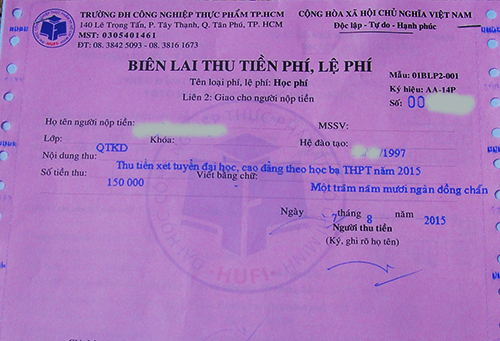 TRƯỜNG ĐH CÔNG NGHIỆP THỰC PHẨM TP.HCM
140 Lê Trọng Tấn, P. Tây Thạnh, Q. Tân Phú, TP. HCM
MST: 0305401461
ĐT: 08. 3842 5093 - 08. 3816 1673
CỘNG HÒA XÃ HỘI CHỦ NGHĨA VIỆT NAM
Độc lập - Tự do - Hạnh phúc
BIÊN LAI THU TIỀN PHÍ, LỆ PHÍ
Tên loại phí, lệ phí: Học phí
Liên 2: Giao cho người nộp tiền
Mẫu: 01BLP2-001
Ký hiệu: AA-14P
Số: 00
Họ tên người nộp tiền:
MSSV:
Lớp: QTKD Khóa: Hệ đào tạo: /1997
Nội dung thu: Thu tiền xét tuyển đại học, cao đẳng theo học bạ THPT năm 2015
Số tiền thu: 150 000 Viết bằng chữ: - Một trăm năm mươi ngàn đồng chẵn
Ngày 7 tháng 8 năm 2015
Người thu tiền
(Ký, ghi rõ họ tên)
HUFI